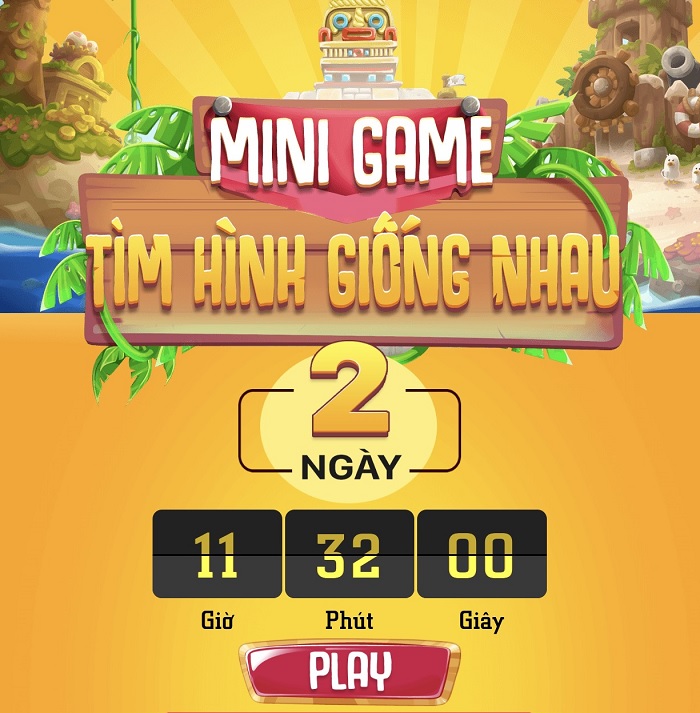 MINI GAME
TÌM HÌNH GIỐNG NHAU
2
NGÀY
11 32 00
Giờ Phút Giây
PLAY